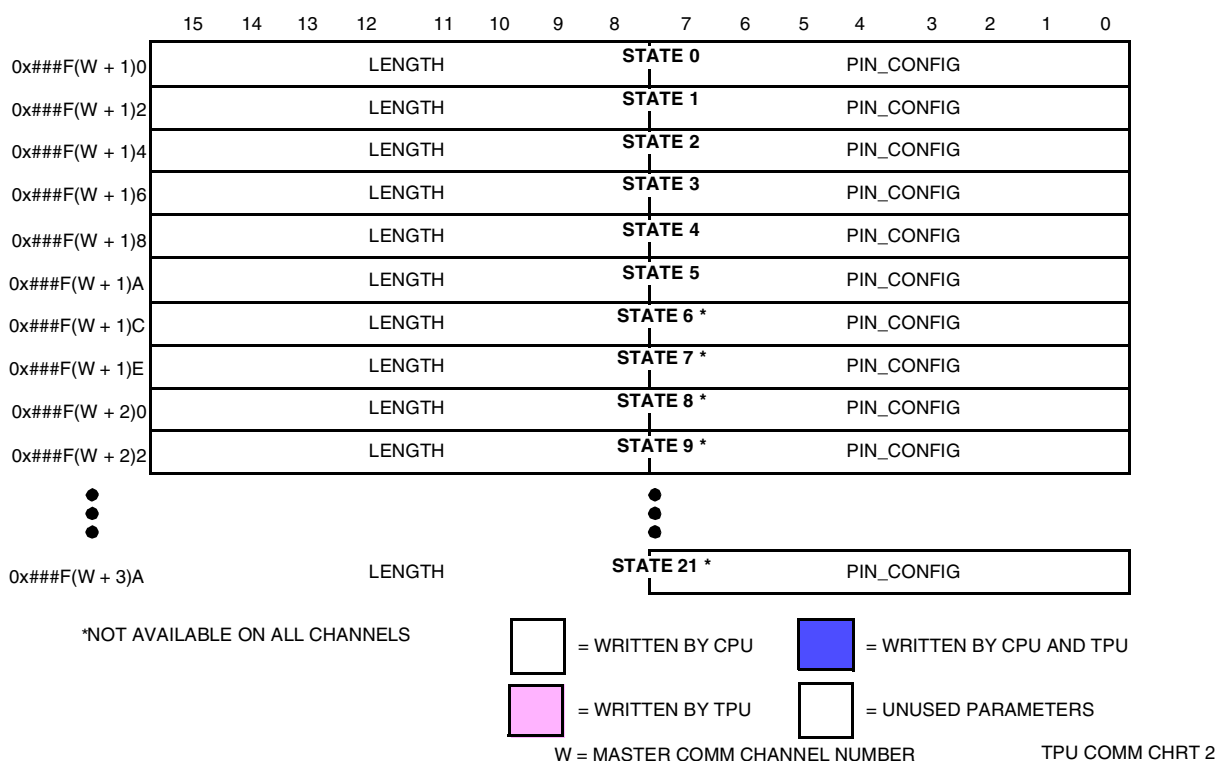 15 14 13 12 11 10 9 8 7 6 5 4 3 2 1 0
0x###F(W + 1)0 LENGTH STATE 0 PIN_CONFIG
0x###F(W + 1)2 LENGTH STATE 1 PIN_CONFIG
0x###F(W + 1)4 LENGTH STATE 2 PIN_CONFIG
0x###F(W + 1)6 LENGTH STATE 3 PIN_CONFIG
0x###F(W + 1)8 LENGTH STATE 4 PIN_CONFIG
0x###F(W + 1)A LENGTH STATE 5 PIN_CONFIG
0x###F(W + 1)C LENGTH STATE 6 * PIN_CONFIG
0x###F(W + 1)E LENGTH STATE 7 * PIN_CONFIG
0x###F(W + 2)0 LENGTH STATE 8 * PIN_CONFIG
0x###F(W + 2)2 LENGTH STATE 9 * PIN_CONFIG
0x###F(W + 3)A LENGTH STATE 21 * PIN_CONFIG
*NOT AVAILABLE ON ALL CHANNELS
= WRITTEN BY CPU
= WRITTEN BY CPU AND TPU
= WRITTEN BY TPU
= UNUSED PARAMETERS
W = MASTER COMM CHANNEL NUMBER
TPU COMM CHRT 2